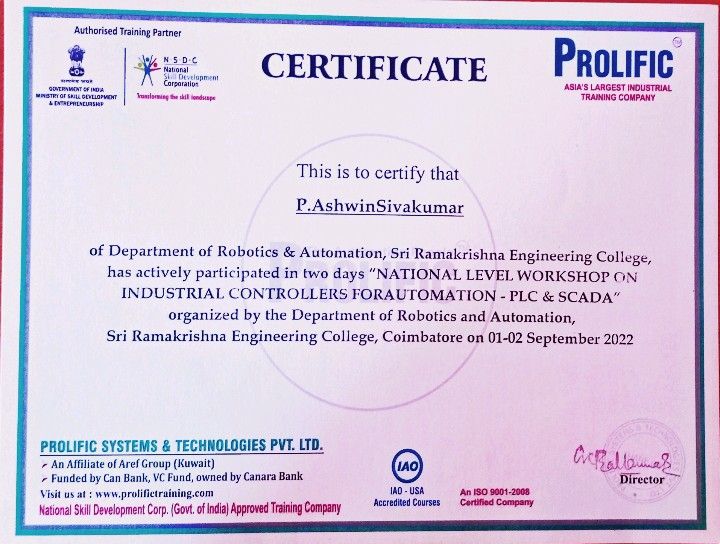 Authorised Training Partner
GOVERNMENT OF INDIA
MINISTRY OF SKILL DEVELOPMENT
& ENTREPRENEURSHIP
N · S · D · C
National
Skill Development
Corporation
Transforming the skill landscape
CERTIFICATE
PROLIFIC
ASIA'S LARGEST INDUSTRIAL
TRAINING COMPANY
This is to certify that
P.AshwinSivakumar
of Department of Robotics & Automation, Sri Ramakrishna Engineering College,
has actively participated in two days “NATIONAL LEVEL WORKSHOP ON
INDUSTRIAL CONTROLLERS FORAUTOMATION - PLC & SCADA”
organized by the Department of Robotics and Automation,
Sri Ramakrishna Engineering College, Coimbatore on 01-02 September 2022
PROLIFIC SYSTEMS & TECHNOLOGIES PVT. LTD.
An Affiliate of Aref Group (Kuwait)
Funded by Can Bank, VC Fund, owned by Canara Bank
Visit us at : www.prolifictraining.com
National Skill Development Corp. (Govt. of India) Approved Training Company
IAO
IAO - USA
Accredited Courses
An ISO 9001-2008
Certified Company
Director